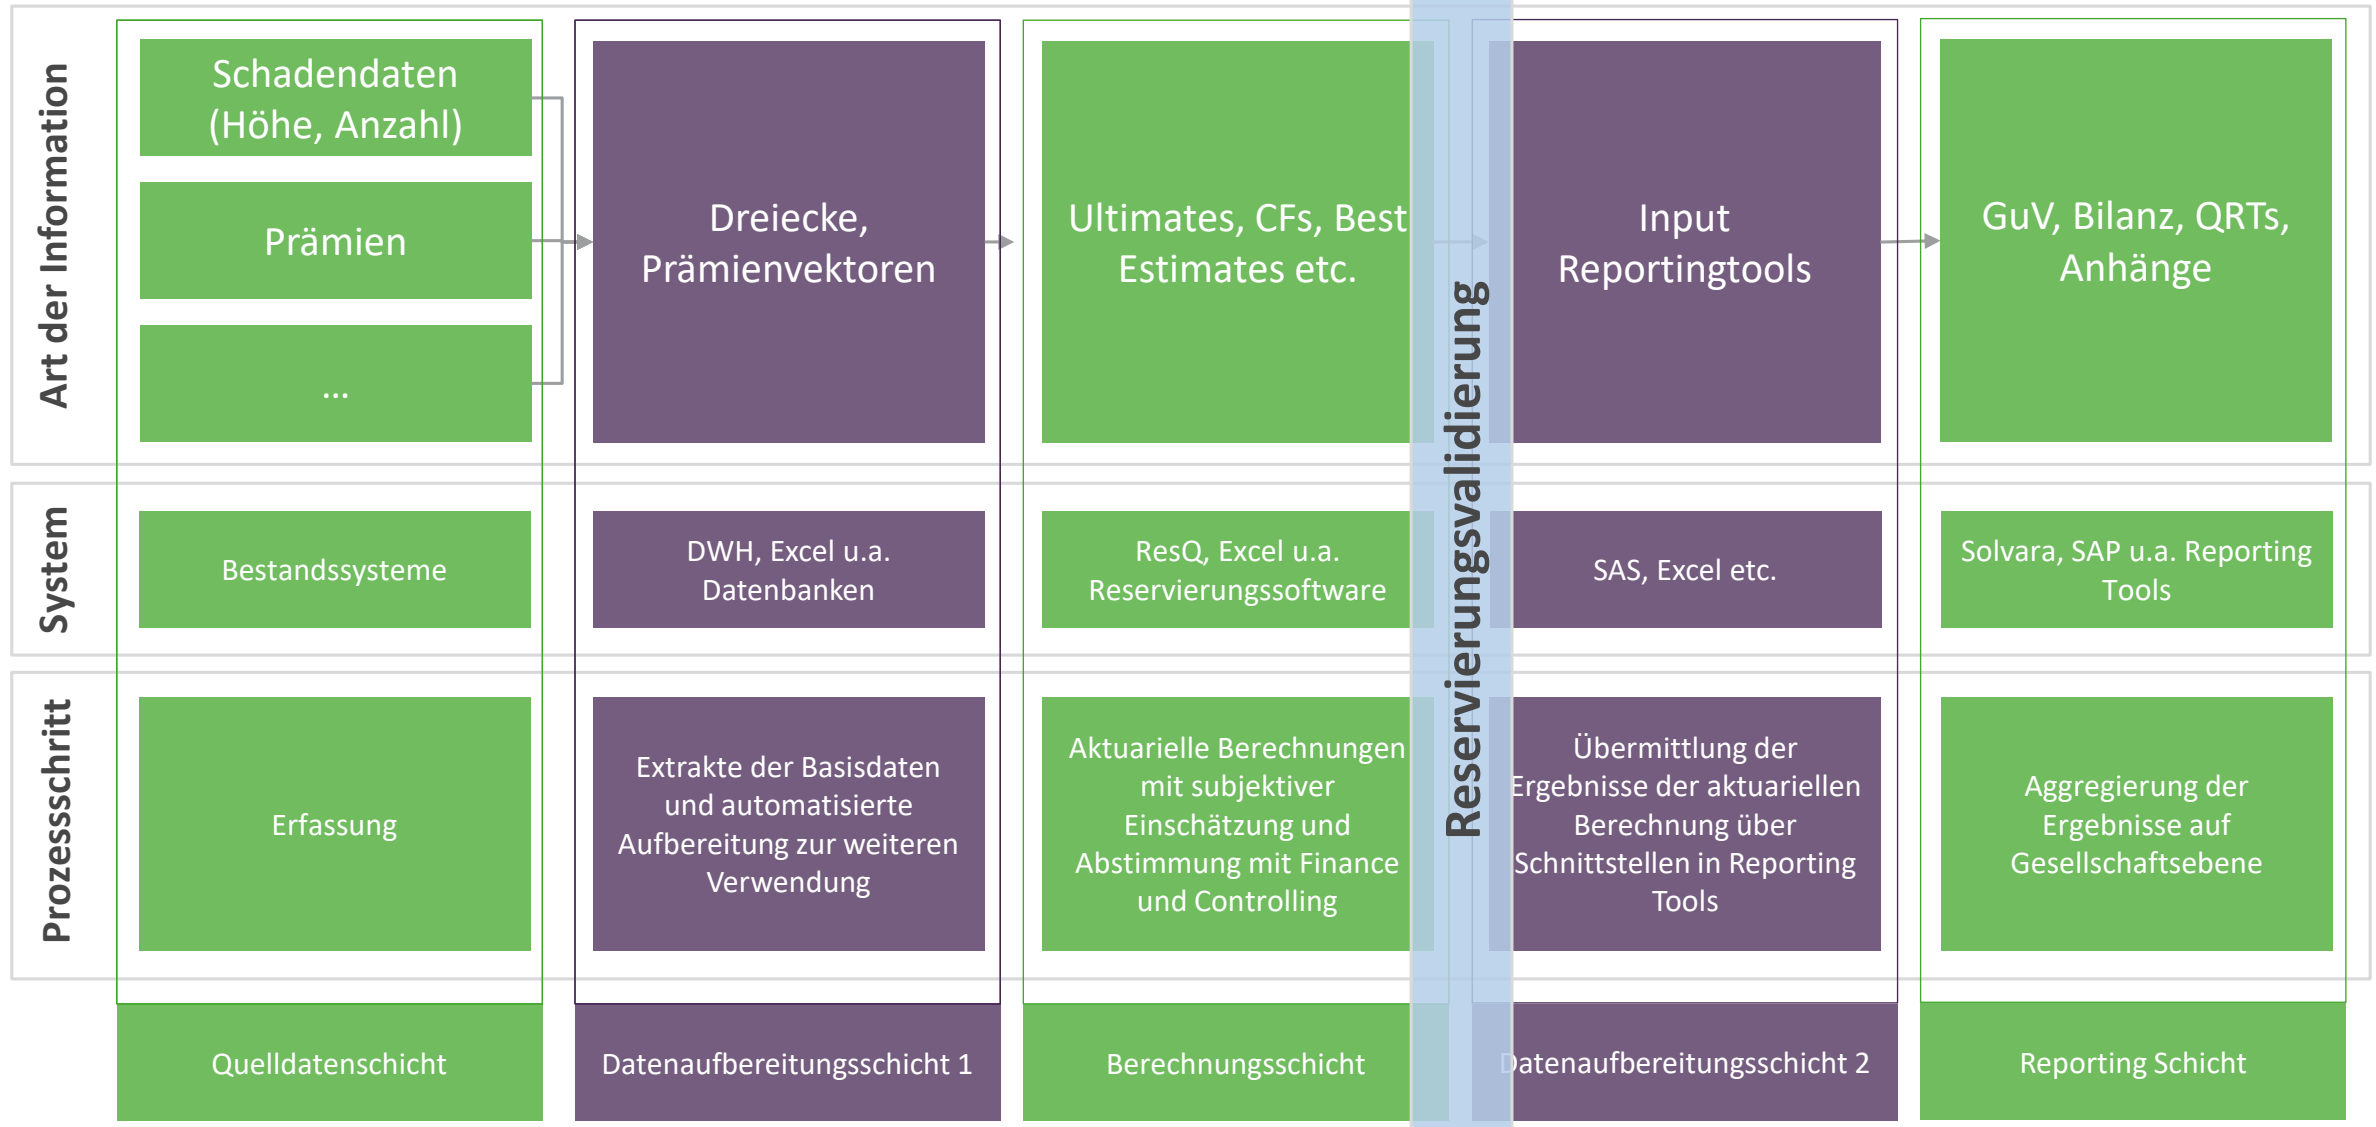 Art der Information
Schadendaten
(Höhe, Anzahl)
Prämien
...
Dreiecke,
Prämienvektoren
Ultimates, CFs, Best
Estimates etc.
Input
Reportingtools
GuV, Bilanz, QRTs,
Anhänge
Reservierungsvalidierung
System
Bestandssysteme
DWH, Excel u.a.
Datenbanken
ResQ, Excel u.a.
Reservierungssoftware
SAS, Excel etc.
Solvara, SAP u.a. Reporting
Tools
Prozessschritt
Erfassung
Extrakte der Basisdaten
und automatisierte
Aufbereitung zur weiteren
Verwendung
Aktuarielle Berechnungen
mit subjektiver
Einschätzung und
Abstimmung mit Finance
und Controlling
Übermittlung der
Ergebnisse der aktuariellen
Berechnung über
Schnittstellen in Reporting
Tools
Aggregierung der
Ergebnisse auf
Gesellschaftsebene
Quelldatenschicht
Datenaufbereitungsschicht 1
Berechnungsschicht
Datenaufbereitungsschicht 2
Reporting Schicht